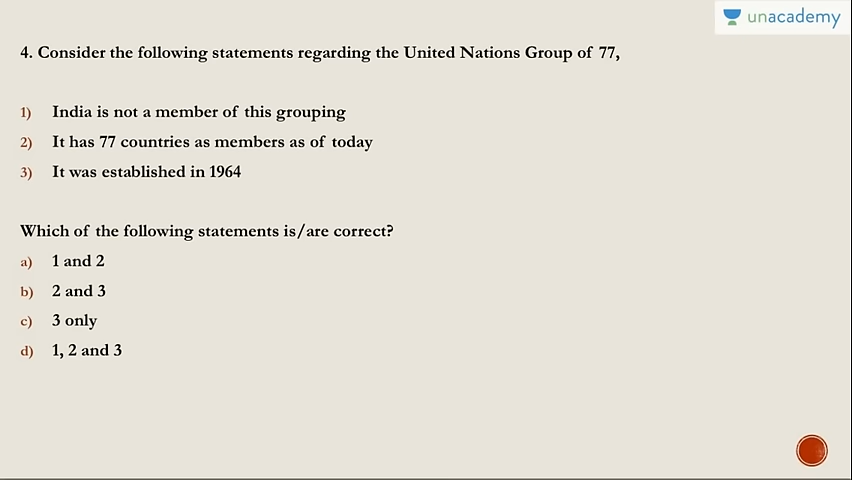 unacademy
4. Consider the following statements regarding the United Nations Group of 77,
1) India is not a member of this grouping
2) It has 77 countries as members as of today
3) It was established in 1964
Which of the following statements is/are correct?
a) 1 and 2
b) 2 and 3
c) 3 only
d) 1, 2 and 3